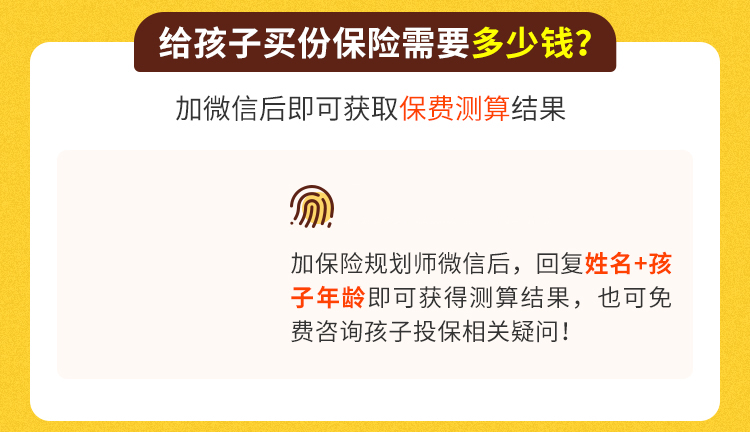 给孩子买份保险需要多少钱？
加微信后即可获取保费测算结果
加保险规划师微信后，回复姓名+孩
子年龄即可获得测算结果，也可免
费咨询孩子投保相关疑问！